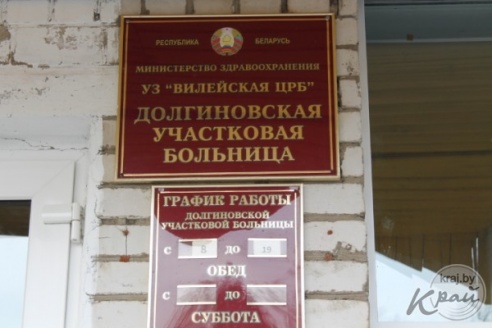 РЕСПУБЛИКА БЕЛАРУСЬ
МИНИСТЕРСТВО ЗДРАВООХРАНЕНИЯ
УЗ "ВИЛЕЙСКАЯ ЦРБ"
ДОЛГИНОВСКАЯ
УЧАСТКОВАЯ
БОЛЬНИЦА
ГРАФИК РАБОТЫ
ДОЛГИНОВСКОЙ
УЧАСТКОВОЙ БОЛЬНИЦЫ
С 8 ДО 19
ОБЕД
С ДО
СУББОТА
kraj.by
Край